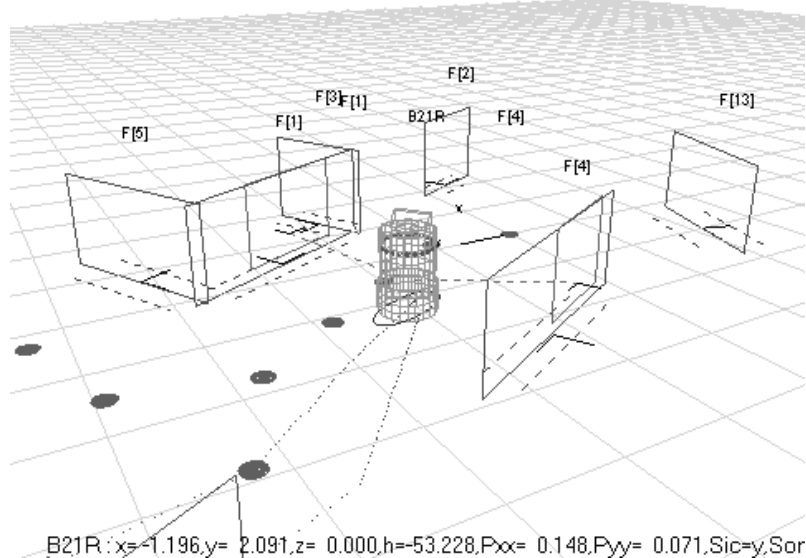 F[2]
F[3] F[1]
F[13]
F[5]
F[1]
B21R
F[4]
F[4]
x
B21R : x=-1.196,y= 2.091,z= 0.000,h=-53.228,Pxx= 0.148,Pyy= 0.071,Sic=y,Son